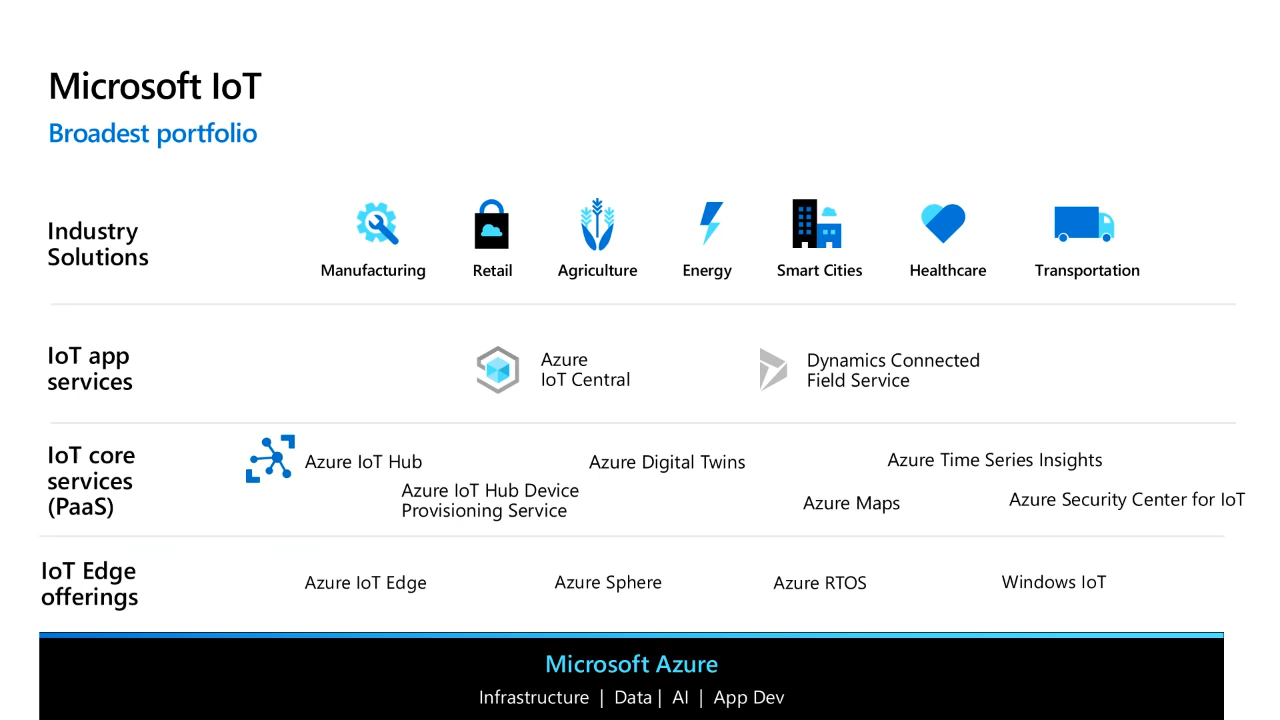 Microsoft IoT
Broadest portfolio
Industry
Solutions
Manufacturing
Retail
Agriculture
Energy
Smart Cities
Healthcare
Transportation
IoT app
services
Azure
IoT Central
Dynamics Connected
Field Service
IoT core
services
(PaaS)
Azure IoT Hub
Azure Digital Twins
Azure Time Series Insights
Azure IoT Hub Device
Provisioning Service
Azure Maps
Azure Security Center for IoT
IoT Edge
offerings
Azure IoT Edge
Azure Sphere
Azure RTOS
Windows IoT
Microsoft Azure
Infrastructure | Data | AI | App Dev